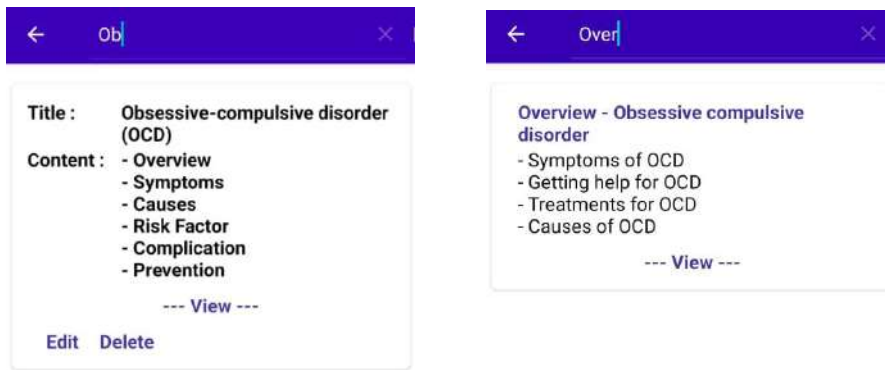 Ob
Title : Obsessive-compulsive disorder
(OCD)
Content : - Overview
- Symptoms
- Causes
- Risk Factor
- Complication
- Prevention
--- View ---
Edit Delete
Over
Overview - Obsessive compulsive
disorder
- Symptoms of OCD
- Getting help for OCD
- Treatments for OCD
- Causes of OCD
--- View ---